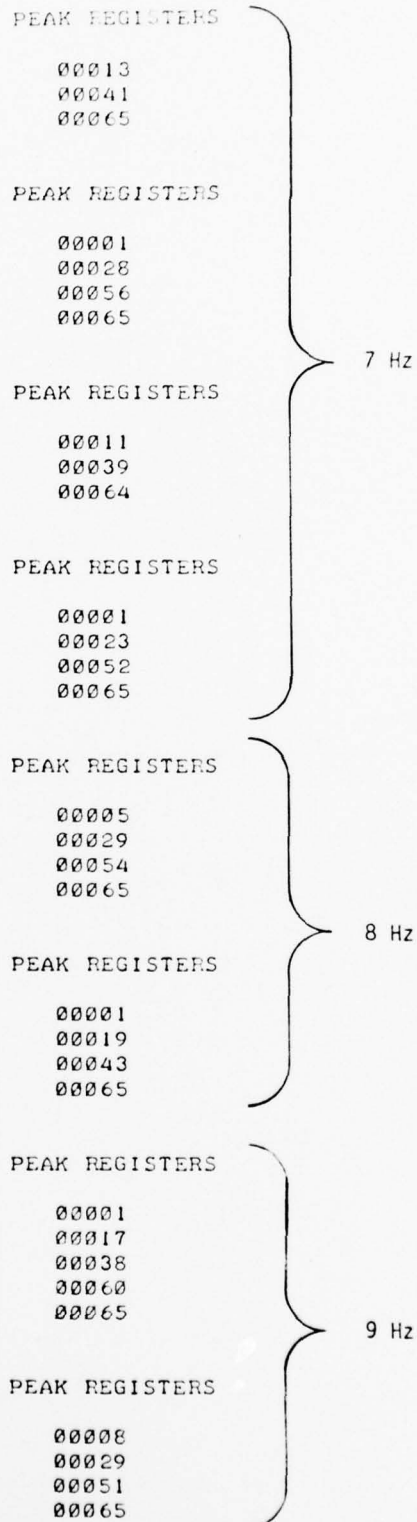 PEAK REGISTERS
00013
00041
00065
PEAK REGISTERS
00001
00028
00056
00065
7 Hz
PEAK REGISTERS
00011
00039
00064
PEAK REGISTERS
00001
00023
00052
00065
PEAK REGISTERS
00005
00029
00054
00065
8 Hz
PEAK REGISTERS
00001
00019
00043
00065
PEAK REGISTERS
00001
00017
00038
00060
00065
9 Hz
PEAK REGISTERS
00008
00029
00051
00065